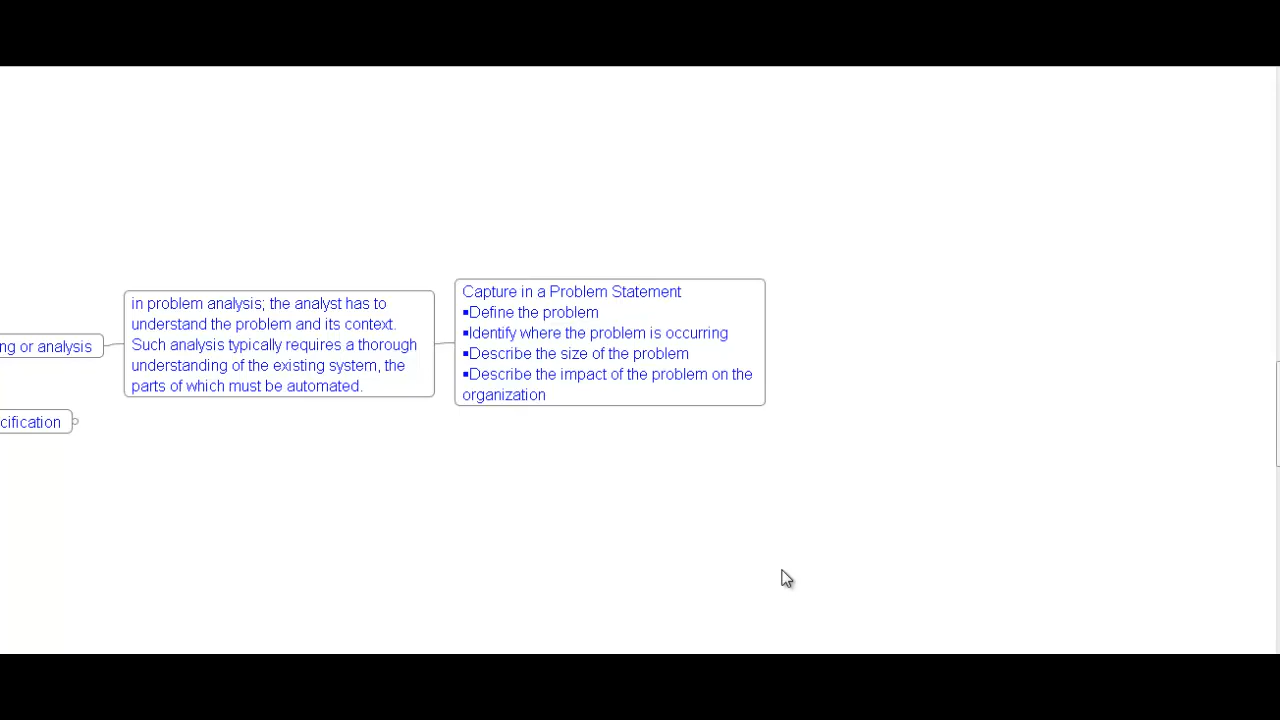 ng or analysis
in problem analysis; the analyst has to
understand the problem and its context.
Such analysis typically requires a thorough
understanding of the existing system, the
parts of which must be automated.
Capture in a Problem Statement
▪Define the problem
▪Identify where the problem is occurring
▪Describe the size of the problem
▪Describe the impact of the problem on the
organization
cification